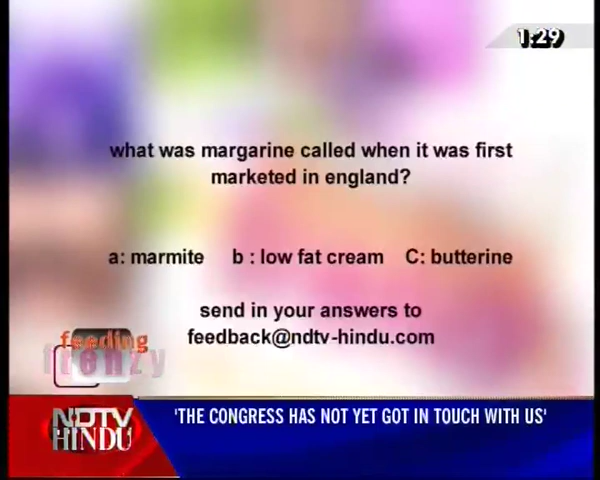 1:29
what was margarine called when it was first
marketed in england?
a: marmite b : low fat cream C: butterine
send in your answers to
feedback@ndtv-hindu.com
feeding
frenzy
NDTV
HINDU
'THE CONGRESS HAS NOT YET GOT IN TOUCH WITH US'